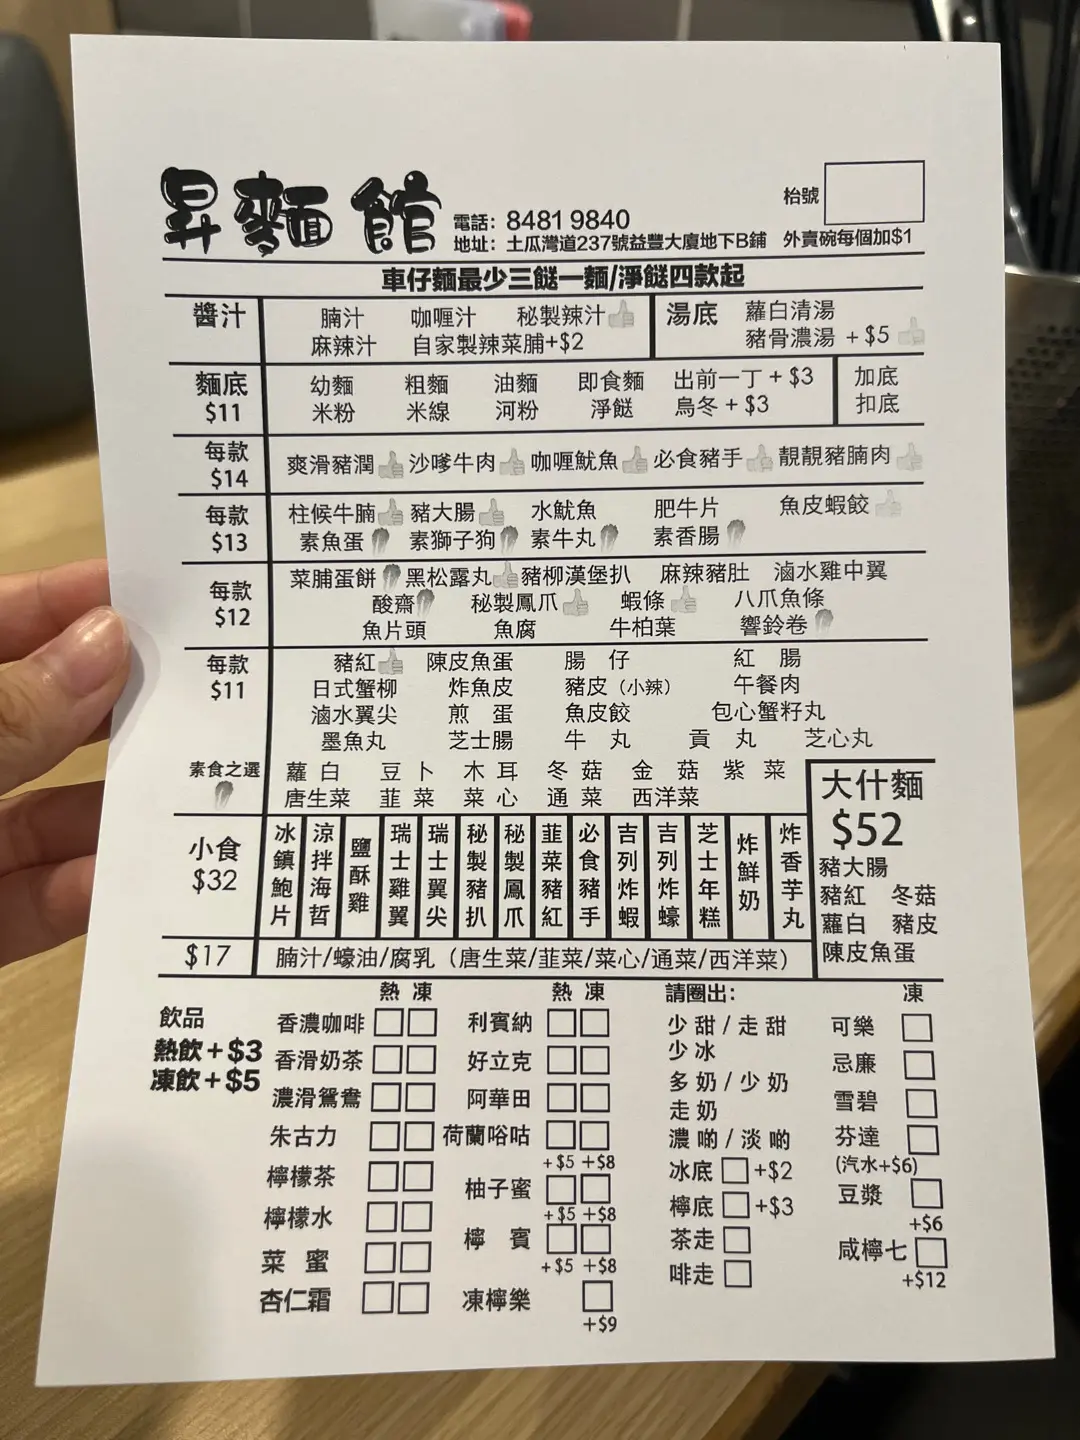 昇麵館
電話：8481 9840
地址：土瓜灣道237號益豐大廈地下B鋪
枱號
外賣碗每個加$1
車仔麵最少三餸一麵/淨餸四款起
醬汁
腩汁 咖喱汁 秘製辣汁
麻辣汁 自家製辣菜脯+$2
湯底
蘿白清湯
豬骨濃湯 +$5
麵底
$11
幼麵 粗麵 油麵 即食麵 出前一丁+$3
米粉 米線 河粉 淨餸 烏冬+$3
加底
扣底
每款
$14
爽滑豬潤 沙嗲牛肉 咖喱魷魚 必食豬手 靚靚豬腩肉
每款
$13
柱候牛腩 豬大腸 水魷魚 肥牛片 魚皮蝦餃
素魚蛋 素獅子狗 素牛丸 素香腸
每款
$12
菜脯蛋餅 黑松露丸 豬柳漢堡扒 麻辣豬肚 滷水雞中翼
酸齋 秘製鳳爪 蝦條 八爪魚條
魚片頭 魚腐 牛柏葉 響鈴卷
每款
$11
豬紅 陳皮魚蛋 腸仔 紅腸
日式蟹柳 炸魚皮 豬皮（小辣） 午餐肉
滷水翼尖 煎蛋 魚皮餃 包心蟹籽丸
墨魚丸 芝士腸 牛丸 貢丸 芝心丸
素食之選
蘿白 豆卜 木耳 冬菇 金菇 紫菜
唐生菜 韮菜 菜心 通菜 西洋菜
大什麵
$52
豬大腸
豬紅 冬菇
蘿白 豬皮
陳皮魚蛋
小食
$32
冰鎮鮑片
涼拌海哲
鹽酥雞
瑞士雞翼
瑞士翼尖
秘製豬扒
秘製鳳爪
韮菜豬紅
必食豬手
吉列炸蝦
吉列炸蠔
芝士年糕
炸鮮奶
炸香芋丸
$17
腩汁/蠔油/腐乳（唐生菜/韮菜/菜心/通菜/西洋菜）
飲品
熱飲+$3
凍飲+$5
熱 凍
香濃咖啡
香滑奶茶
濃滑鴛鴦
朱古力
檸檬茶
檸檬水
菜蜜
杏仁霜
熱 凍
利賓納
好立克
阿華田
荷蘭唂咕
+$5 +$8
柚子蜜
+$5 +$8
檸賓
+$5 +$8
凍檸樂
+$9
請圈出：
少甜/走甜
少冰
多奶/少奶
走奶
濃啲/淡啲
冰底 +$2
檸底 +$3
茶走
啡走
凍
可樂
忌廉
雪碧
芬達
(汽水+$6)
豆漿
+$6
咸檸七
+$12